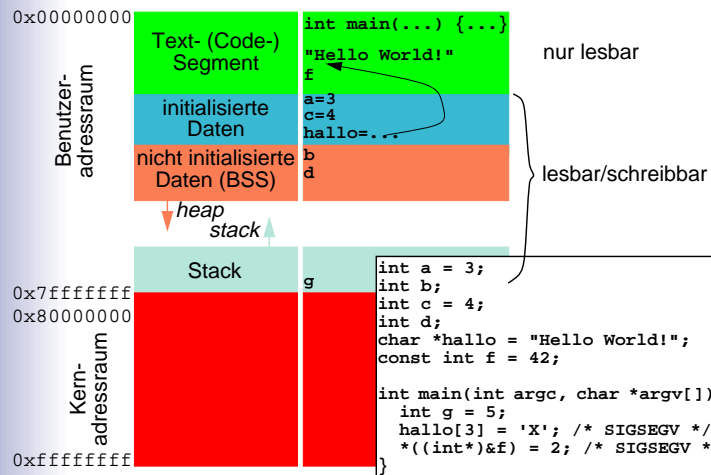 0x00000000
Benutzer-
adressraum
Text- (Code-)
Segment
int main(...) {...}
"Hello World!"
f
nur lesbar
initialisierte
Daten
a=3
c=4
hallo=...
nicht initialisierte
Daten (BSS)
b
d
lesbar/schreibbar
heap
stack
Stack
g
0x7fffffff
0x80000000
Kern-
adressraum
0xffffffff
int a = 3;
int b;
int c = 4;
int d;
char *hallo = "Hello World!";
const int f = 42;
int main(int argc, char *argv[])
int g = 5;
hallo[3] = 'X'; /* SIGSEGV */
*((int*)&f) = 2; /* SIGSEGV *
}